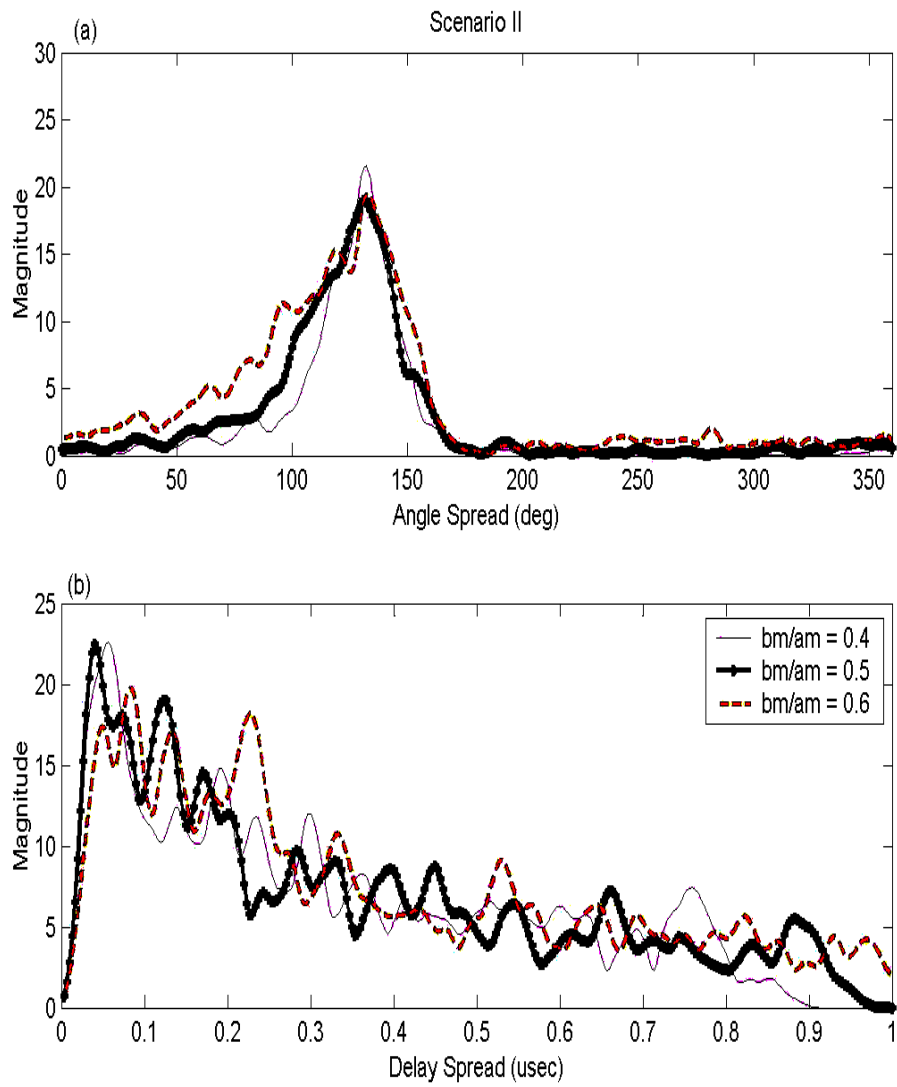 Scenario II
(a)
30
25
20
15
10
5
0
Magnitude
0 50 100 150 200 250 300 350
Angle Spread (deg)
(b)
25
20
15
10
5
0
Magnitude
bm/am = 0.4
bm/am = 0.5
bm/am = 0.6
0 0.1 0.2 0.3 0.4 0.5 0.6 0.7 0.8 0.9 1
Delay Spread (usec)